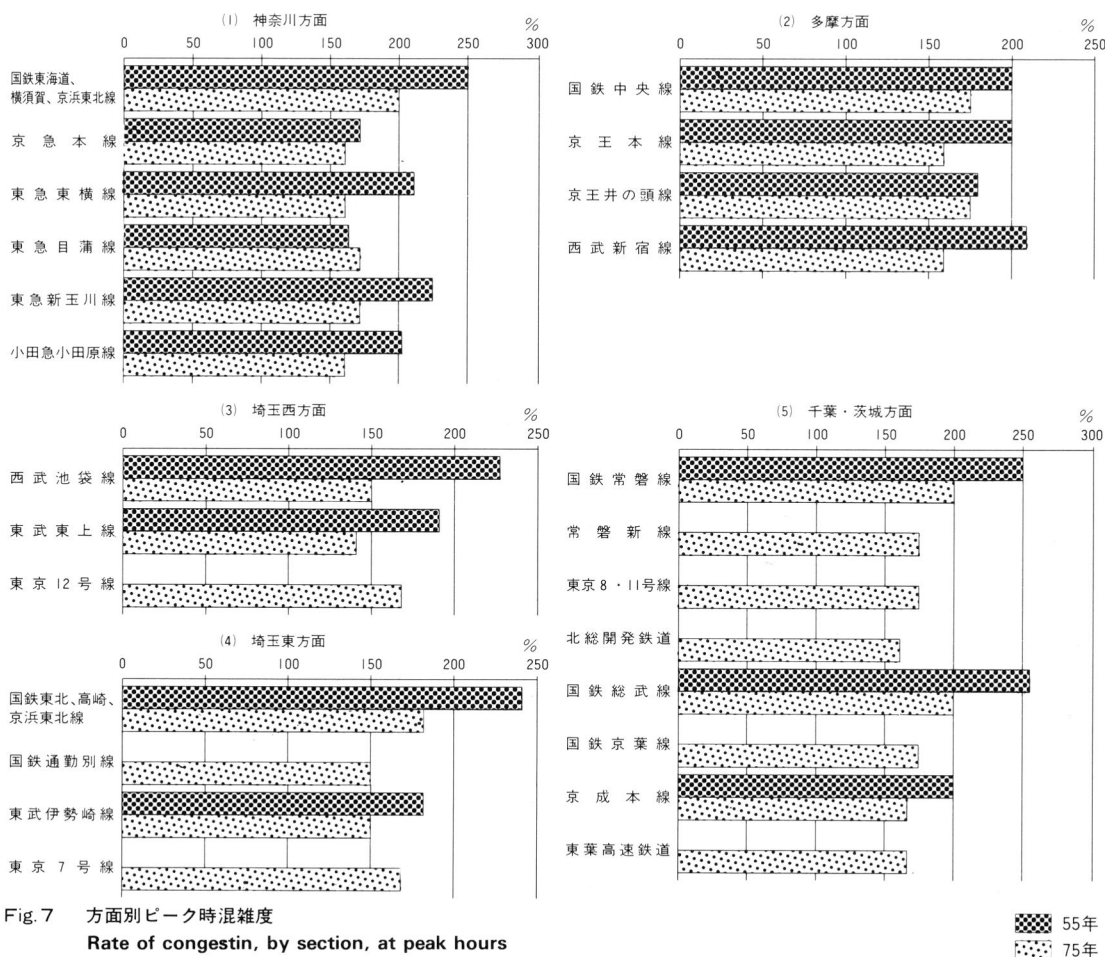 (1) 神奈川方面
%
0 50 100 150 200 250 300
国鉄東海道、
横須賀、京浜東北線
京急本線
東急東横線
東急目蒲線
東急新玉川線
小田急小田原線
(2) 多摩方面
%
0 50 100 150 200 250
国鉄中央線
京王本線
京王井の頭線
西武新宿線
(3) 埼玉西方面
%
0 50 100 150 200 250
西武池袋線
東武東上線
東京12号線
(4) 埼玉東方面
%
0 50 100 150 200 250
国鉄東北、高崎、
京浜東北線
国鉄通勤別線
東武伊勢崎線
東京7号線
(5) 千葉・茨城方面
%
0 50 100 150 200 250 300
国鉄常磐線
常磐新線
東京8・11号線
北総開発鉄道
国鉄総武線
国鉄京葉線
京成本線
東葉高速鉄道
Fig.7 方面別ピーク時混雑度
Rate of congestin, by section, at peak hours
55年
75年